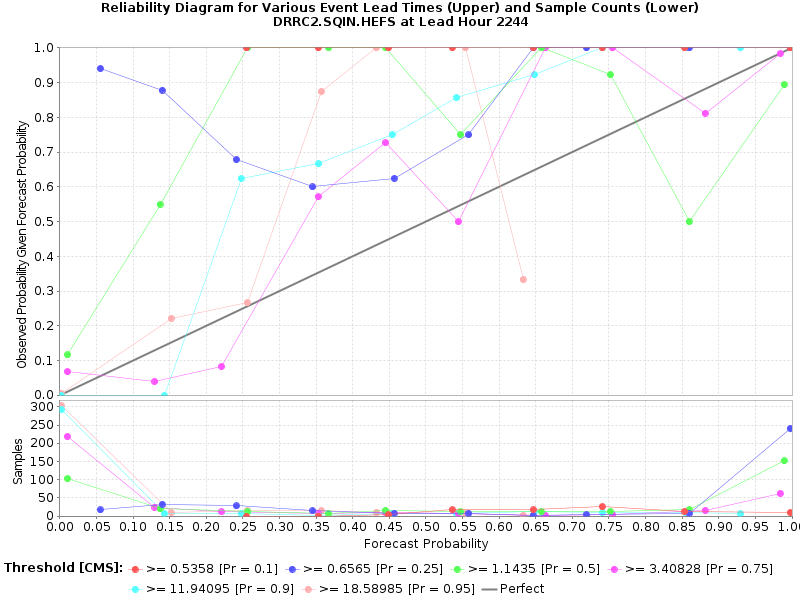 Reliability Diagram for Various Event Lead Times (Upper) and Sample Counts (Lower)
DRRC2.SQIN.HEFS at Lead Hour 2244
Observed Probability Given Forecast Probability
1.0
0.9
0.8
0.7
0.6
0.5
0.4
0.3
0.2
0.1
0.0
Samples
300
250
200
150
100
50
0
0.00 0.05 0.10 0.15 0.20 0.25 0.30 0.35 0.40 0.45 0.50 0.55 0.60 0.65 0.70 0.75 0.80 0.85 0.90 0.95 1.0
Forecast Probability
Threshold [CMS]: >= 0.5358 [Pr = 0.1] >= 0.6565 [Pr = 0.25] >= 1.1435 [Pr = 0.5] >= 3.40828 [Pr = 0.75]
>= 11.94095 [Pr = 0.9] >= 18.58985 [Pr = 0.95] Perfect